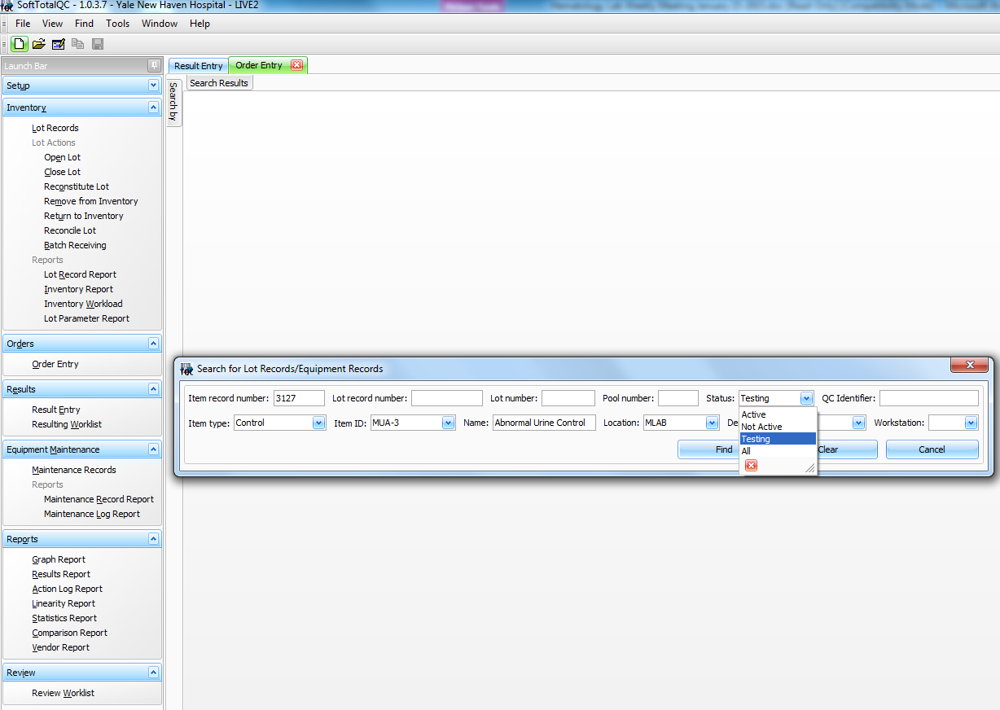 SoftTotalQC - 1.0.3.7 - Yale New Haven Hospital - LIVE2
File View Find Tools Window Help
Launch Bar
Setup
Inventory
Lot Records
Lot Actions
Open Lot
Close Lot
Reconstitute Lot
Remove from Inventory
Return to Inventory
Reconcile Lot
Batch Receiving
Reports
Lot Record Report
Inventory Report
Inventory Workload
Lot Parameter Report
Orders
Order Entry
Results
Result Entry
Resulting Worklist
Equipment Maintenance
Maintenance Records
Reports
Maintenance Record Report
Maintenance Log Report
Reports
Graph Report
Results Report
Action Log Report
Linearity Report
Statistics Report
Comparison Report
Vendor Report
Review
Review Worklist
Result Entry Order Entry
Search by
Search Results
Search for Lot Records/Equipment Records
Item record number: 3127 Lot record number: Lot number: Pool number: Status: Testing QC Identifier:
Item type: Control Item ID: MUA-3 Name: Abnormal Urine Control Location: MLAB De Workstation:
Active
Not Active
Testing
All
Find Clear Cancel